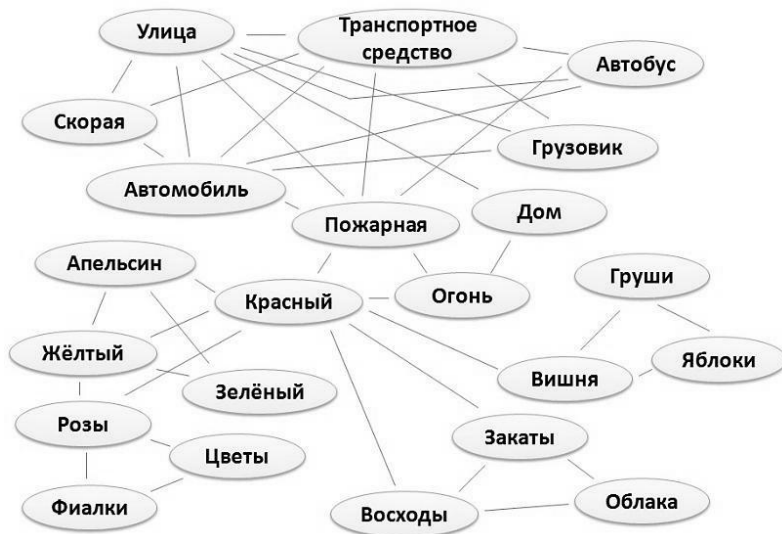 Улица
Транспортное
средство
Автобус
Скорая
Грузовик
Автомобиль
Пожарная
Дом
Апельсин
Груши
Красный
Огонь
Жёлтый
Яблоки
Зелёный
Вишня
Розы
Закаты
Цветы
Фиалки
Восходы
Облака